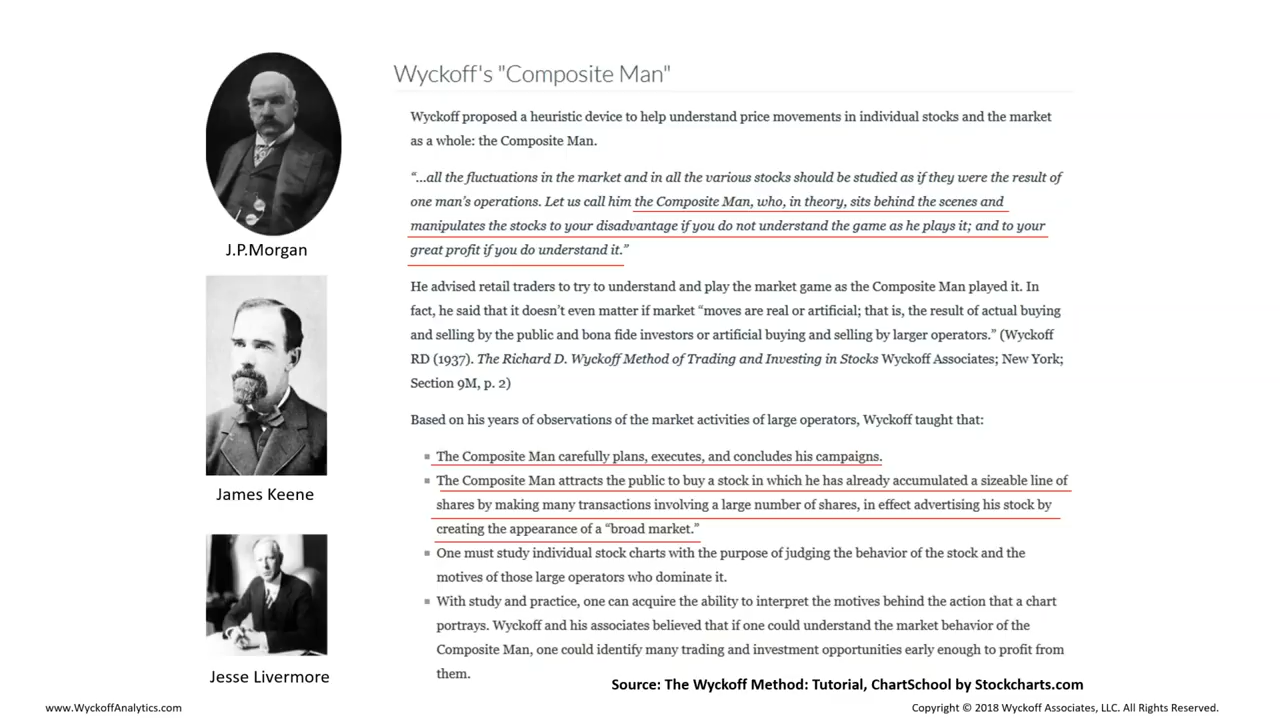 Wyckoff's "Composite Man"
Wyckoff proposed a heuristic device to help understand price movements in individual stocks and the market
as a whole: the Composite Man.
“...all the fluctuations in the market and in all the various stocks should be studied as if they were the result of
one man’s operations. Let us call him the Composite Man, who, in theory, sits behind the scenes and
manipulates the stocks to your disadvantage if you do not understand the game as he plays it; and to your
great profit if you do understand it.”
He advised retail traders to try to understand and play the market game as the Composite Man played it. In
fact, he said that it doesn’t even matter if market “moves are real or artificial; that is, the result of actual buying
and selling by the public and bona fide investors or artificial buying and selling by larger operators.” (Wyckoff
RD (1937). The Richard D. Wyckoff Method of Trading and Investing in Stocks Wyckoff Associates; New York;
Section 9M, p. 2)
Based on his years of observations of the market activities of large operators, Wyckoff taught that:
The Composite Man carefully plans, executes, and concludes his campaigns.
The Composite Man attracts the public to buy a stock in which he has already accumulated a sizeable line of
shares by making many transactions involving a large number of shares, in effect advertising his stock by
creating the appearance of a “broad market.”
One must study individual stock charts with the purpose of judging the behavior of the stock and the
motives of those large operators who dominate it.
With study and practice, one can acquire the ability to interpret the motives behind the action that a chart
portrays. Wyckoff and his associates believed that if one could understand the market behavior of the
Composite Man, one could identify many trading and investment opportunities early enough to profit from
them.
J.P.Morgan
James Keene
Jesse Livermore
Source: The Wyckoff Method: Tutorial, ChartSchool by Stockcharts.com
www.WyckoffAnalytics.com
Copyright © 2018 Wyckoff Associates, LLC. All Rights Reserved.